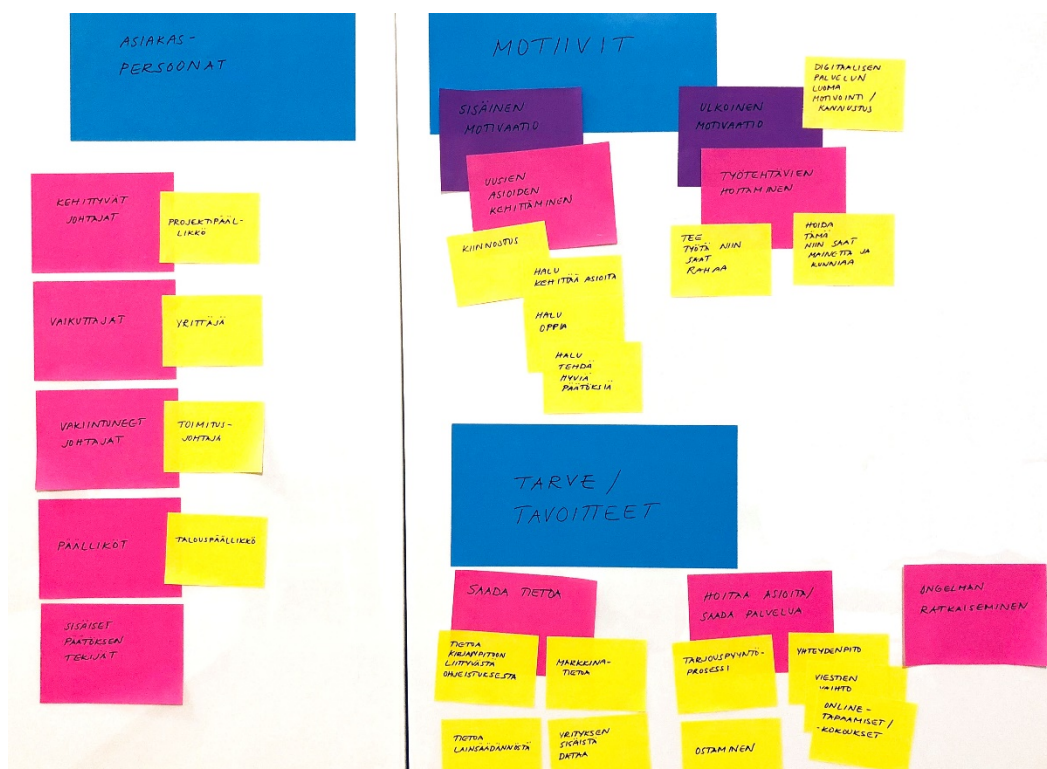 ASIAKAS-
PERSOONAT
KEHITTYVÄT
JOHTAJAT
PROJEKTIPÄÄL-
LIKKÖ
VAIKUTTAJAT
YRITTÄJÄ
VAKIINTUNEET
JOHTAJAT
TOIMITUS-
JOHTAJA
PÄÄLLIKÖT
TALOUSPÄÄLLIKKÖ
SISÄISET
PÄÄTÖKSEN
TEKIJÄT
MOTIIVIT
SISÄINEN
MOTIVAATIO
UUSIEN
ASIOIDEN
KEHITTÄMINEN
KIINNOSTUS
HALU
KEHITTÄÄ ASIOITA
HALU
OPPIA
HALU
TEHDÄ
HYVIÄ
PÄÄTÖKSIÄ
ULKOINEN
MOTIVAATIO
DIGITAALISEN
PALVELUN
LUOMA
MOTIVOINTI /
KANNUSTUS
TYÖTEHTÄVIEN
HOITAMINEN
TEE
TYÖTÄ NIIN
SAAT
RAHAA
HOIDA
TÄMÄ
NIIN SAAT
MAINETTA JA
KUNNIAA
TARVE /
TAVOITTEET
SAADA TIETOA
TIETOA
KIRJANPITOON
LIITTYVÄSTÄ
OHJEISTUKSESTA
MARKKINA-
TIETOA
TIETOA
LAINSÄÄDÄNNÖSTÄ
YRITYKSEN
SISÄISTÄ
DATAA
HOITAA ASIOITA/
SAADA PALVELUA
TARJOUSPYYNTÖ-
PROSESSI
YHTEYDENPITO
VIESTIEN
VAIHTO
ONLINE-
TAPAAMISET/
-KOKOUKSET
OSTAMINEN
ONGELMAN
RATKAISEMINEN